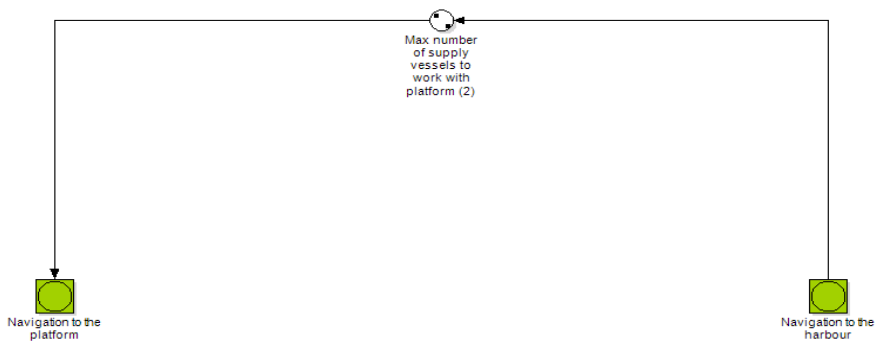 Max number
of supply
vessels to
work with
platform (2)
Navigation to the
platform
Navigation to the
harbour